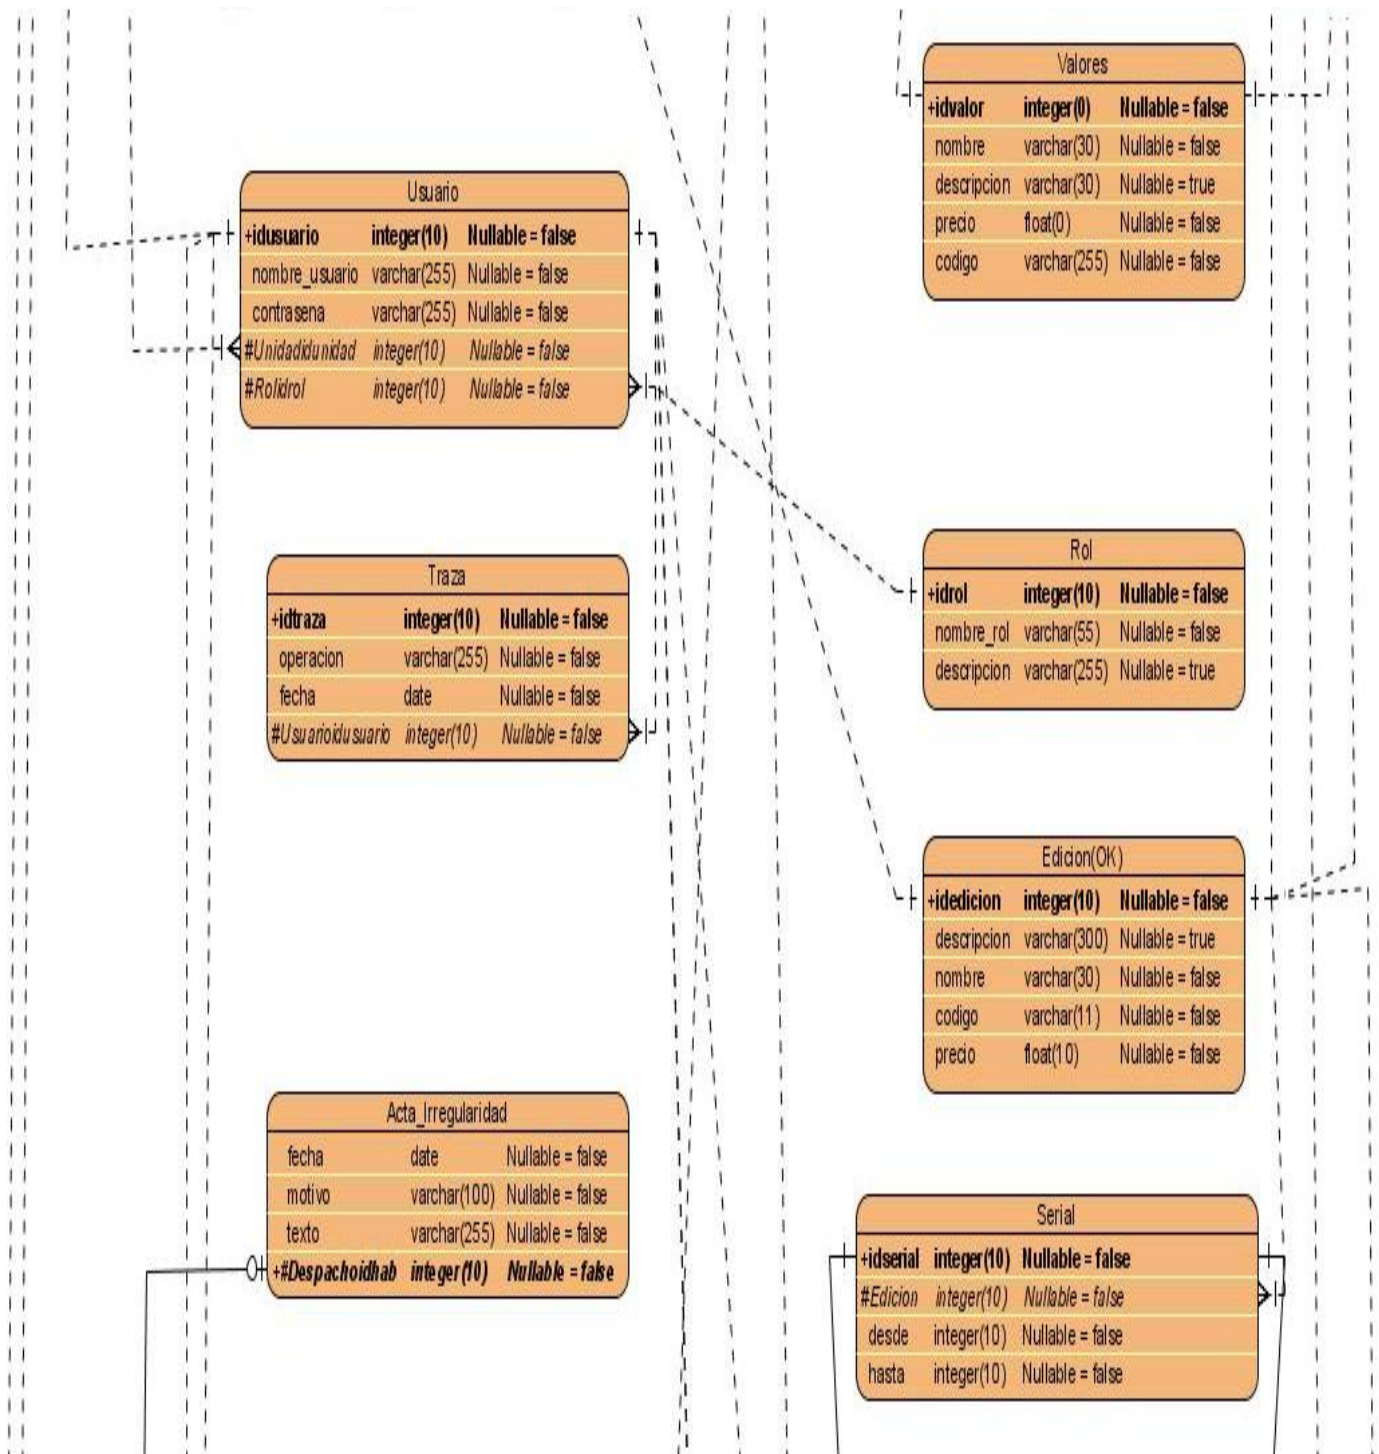 Valores
+idvalor integer(0) Nullable = false
nombre varchar(30) Nullable = false
descripcion varchar(30) Nullable = true
precio float(0) Nullable = false
codigo varchar(255) Nullable = false
Usuario
+idusuario integer(10) Nullable = false
nombre_usuario varchar(255) Nullable = false
contrasena varchar(255) Nullable = false
#Unidadidunidad integer(10) Nullable = false
#Rolidrol integer(10) Nullable = false
Rol
+idrol integer(10) Nullable = false
nombre_rol varchar(55) Nullable = false
descripcion varchar(255) Nullable = true
Traza
+idtraza integer(10) Nullable = false
operacion varchar(255) Nullable = false
fecha date Nullable = false
#Usuarioidusuario integer(10) Nullable = false
Edicion(OK)
+idedicion integer(10) Nullable = false
descripcion varchar(300) Nullable = true
nombre varchar(30) Nullable = false
codigo varchar(11) Nullable = false
precio float(10) Nullable = false
Acta_Irregularidad
fecha date Nullable = false
motivo varchar(100) Nullable = false
texto varchar(255) Nullable = false
+#Despachoidhab integer(10) Nullable = false
Serial
+idserial integer(10) Nullable = false
#Edicion integer(10) Nullable = false
desde integer(10) Nullable = false
hasta integer(10) Nullable = false